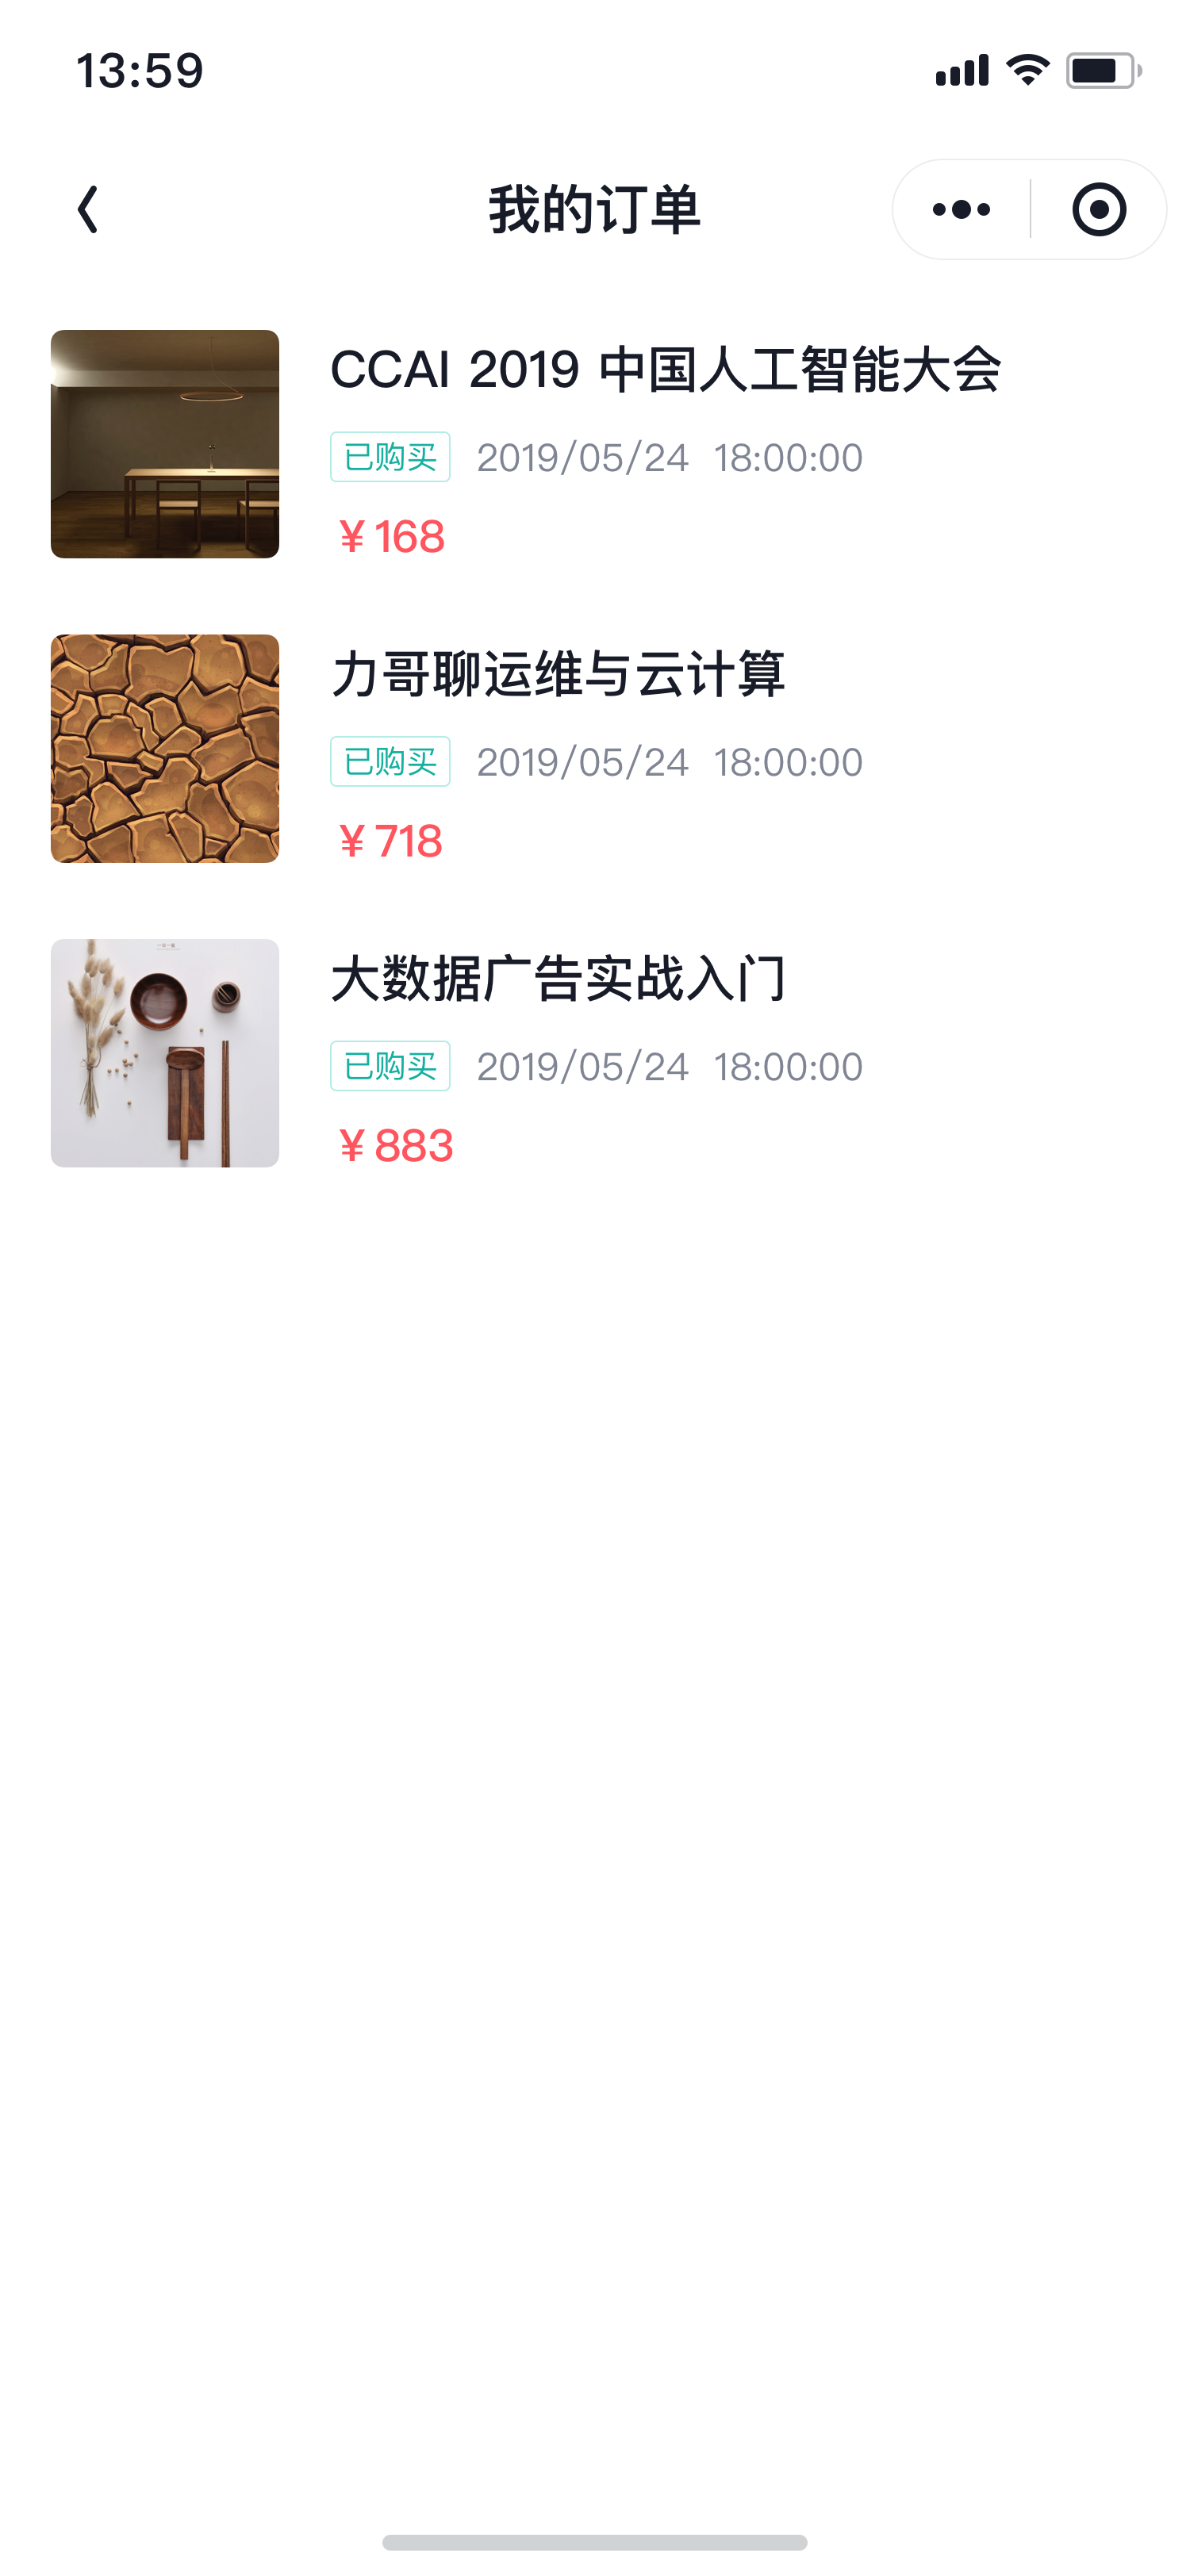 13:59
我的订单
CCAI 2019 中国人工智能大会
已购买 2019/05/24 18:00:00
¥ 168
力哥聊运维与云计算
已购买 2019/05/24 18:00:00
¥ 718
大数据广告实战入门
已购买 2019/05/24 18:00:00
¥ 883